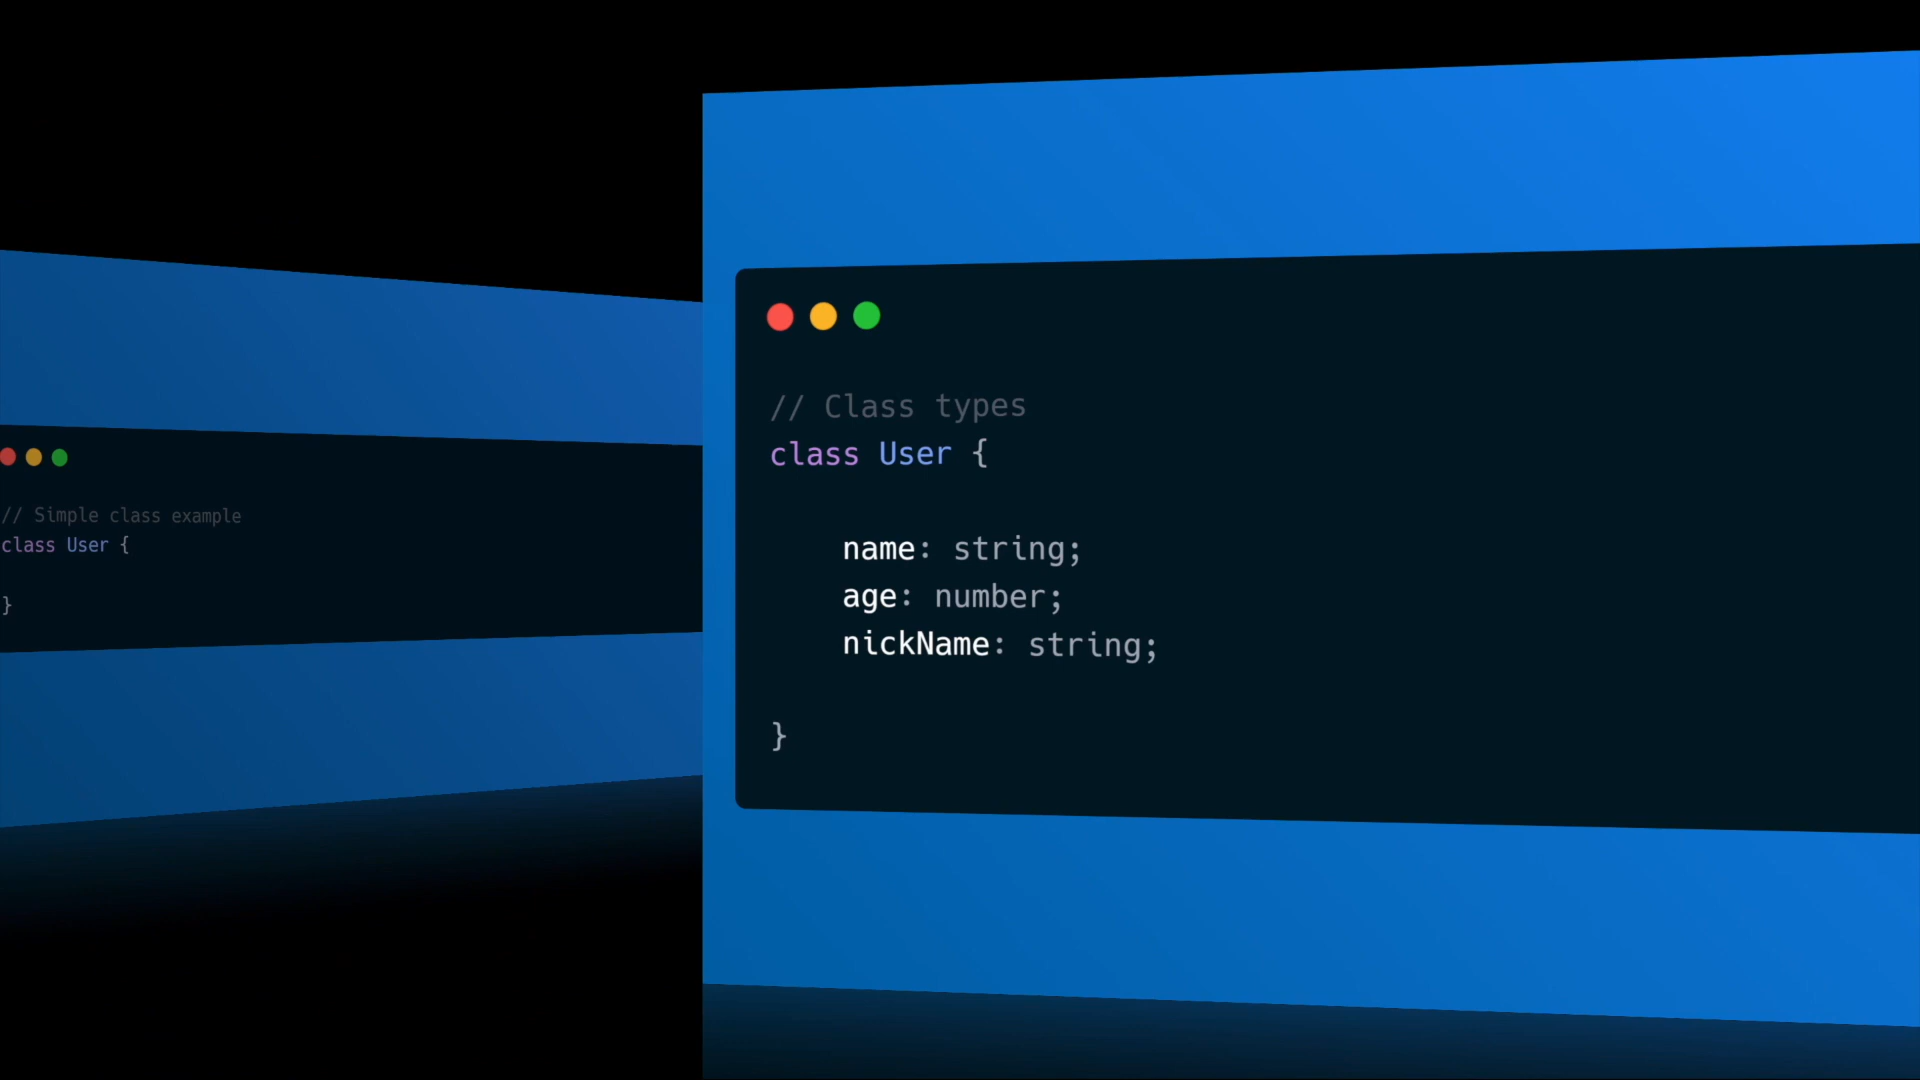 // Simple class example
class User {
}
// Class types
class User {
name: string;
age: number;
nickName: string;
}